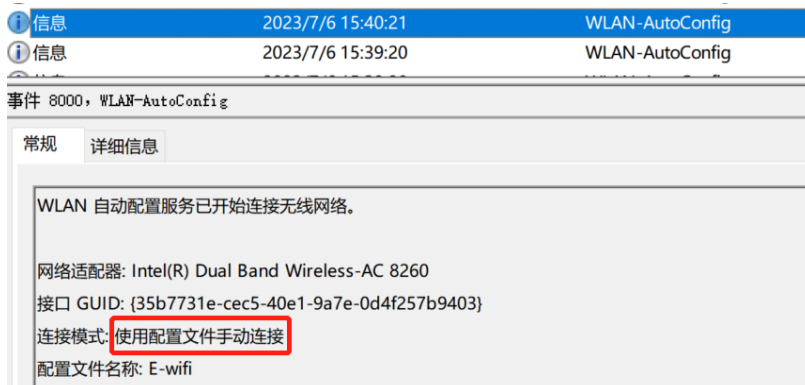 信息 2023/7/6 15:40:21 WLAN-AutoConfig
信息 2023/7/6 15:39:20 WLAN-AutoConfig
事件 8000，WLAN-AutoConfig
常规 详细信息
WLAN 自动配置服务已开始连接无线网络。
网络适配器: Intel(R) Dual Band Wireless-AC 8260
接口 GUID: {35b7731e-cec5-40e1-9a7e-0d4f257b9403}
连接模式: 使用配置文件手动连接
配置文件名称: E-wifi